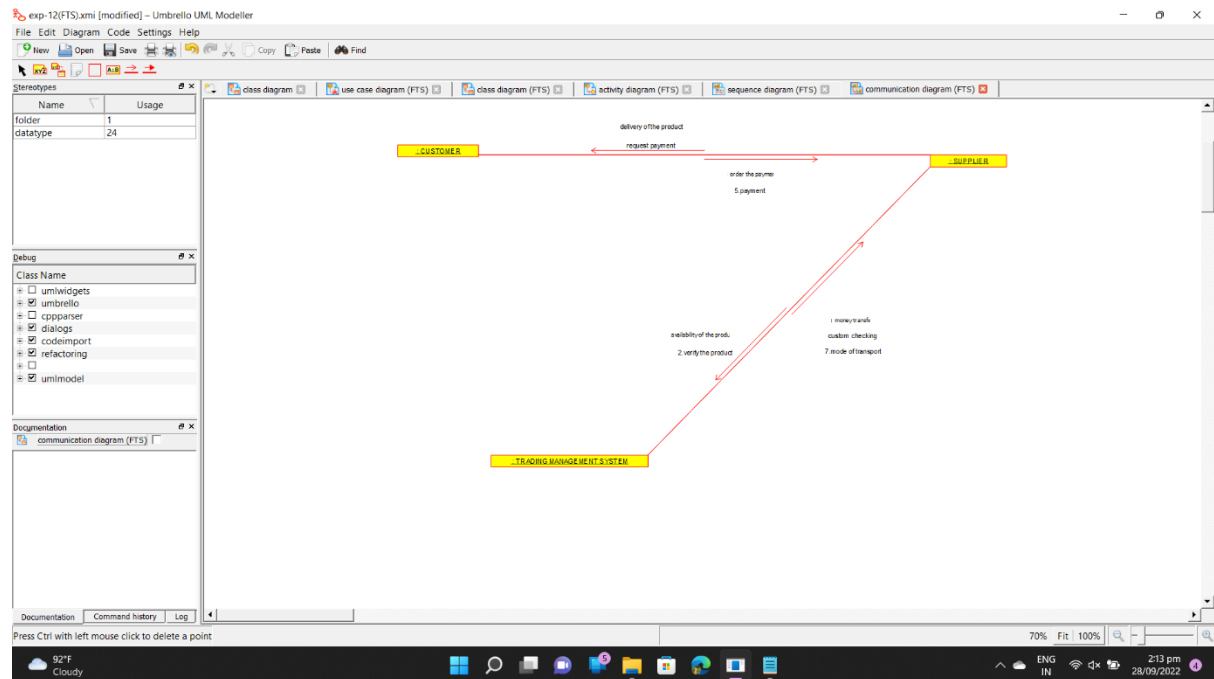 exp-12(FTS).xmi [modified] – Umbrello UML Modeller
File Edit Diagram Code Settings Help
New Open Save Copy Paste Find
XYZ A:B
Stereotypes
class diagram use case diagram (FTS) class diagram (FTS) activity diagram (FTS) sequence diagram (FTS) communication diagram (FTS)
Name Usage
folder 1
datatype 24
delivery of the product
request payment
: CUSTOMER
: SUPPLIER
order the paymer
5.payment
Debug
Class Name
umlwidgets
umbrello
cppparser
dialogs
codeimport
refactoring
umlmodel
money transfe
availability of the produ
custom checking
2.verify the product
7.mode of transport
Documentation
communication diagram (FTS)
: TRADING MANAGEMENT SYSTEM
Documentation Command history Log
Press Ctrl with left mouse click to delete a point
70% Fit 100%
92°F
Cloudy
5
ENG
IN
2:13 pm
28/09/2022
4